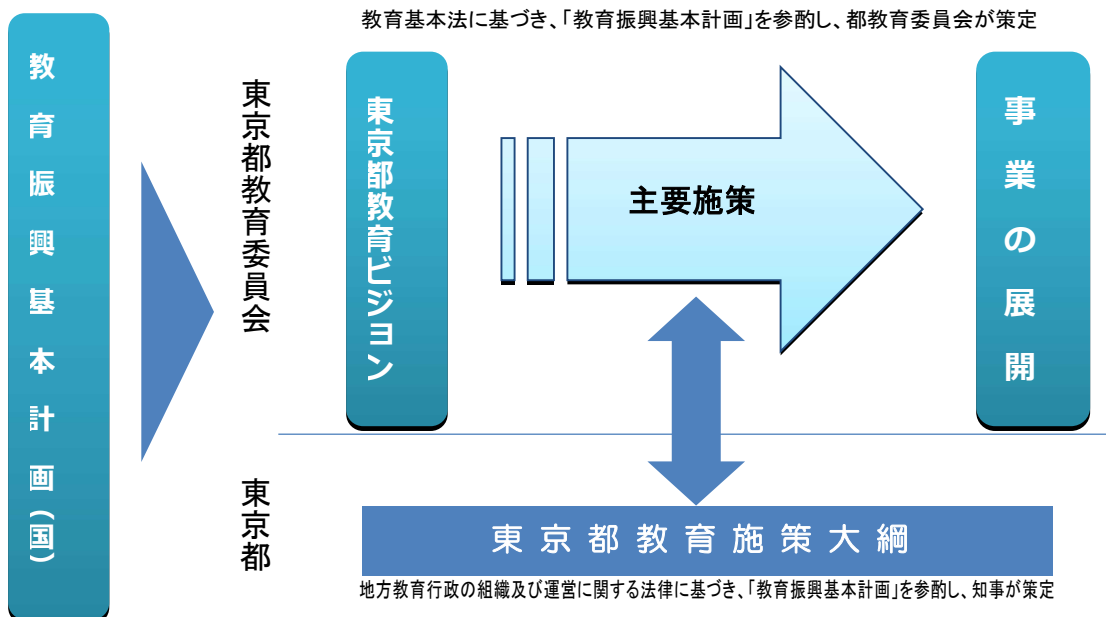 教育基本法に基づき、「教育振興基本計画」を参酌し、都教育委員会が策定
教育振興基本計画(国)
東京都教育委員会
東京都教育ビジョン
主要施策
事業の展開
東京都
東京都教育施策大綱
地方教育行政の組織及び運営に関する法律に基づき、「教育振興基本計画」を参酌し、知事が策定